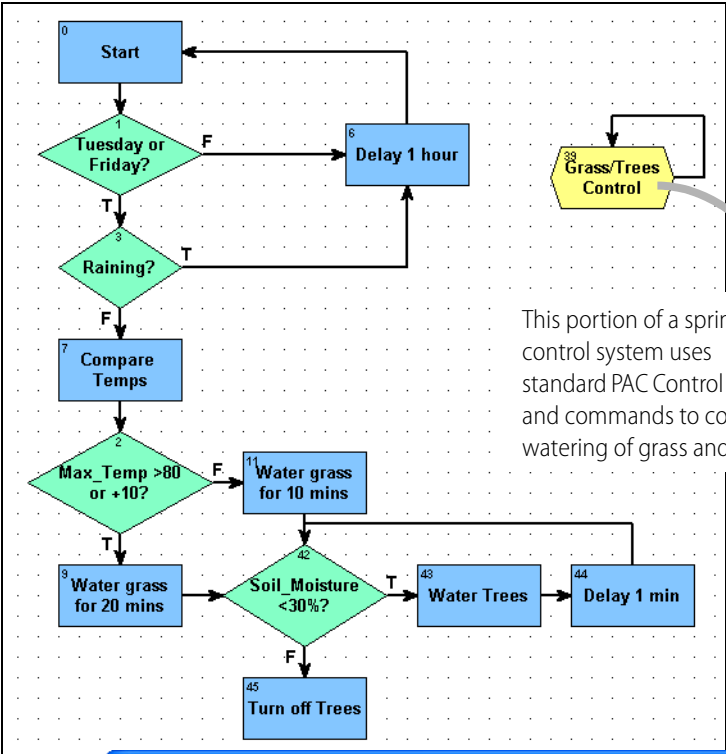 0
Start
1
Tuesday or
Friday?
F
6
Delay 1 hour
T
3
Raining?
T
F
7
Compare
Temps
2
Max_Temp >80
or +10?
F
11
Water grass
for 10 mins
T
9
Water grass
for 20 mins
42
Soil_Moisture
<30%?
T
43
Water Trees
44
Delay 1 min
F
45
Turn off Trees
39
Grass/Trees
Control
This portion of a
control system uses
standard PAC Control
and commands to
watering of grass and